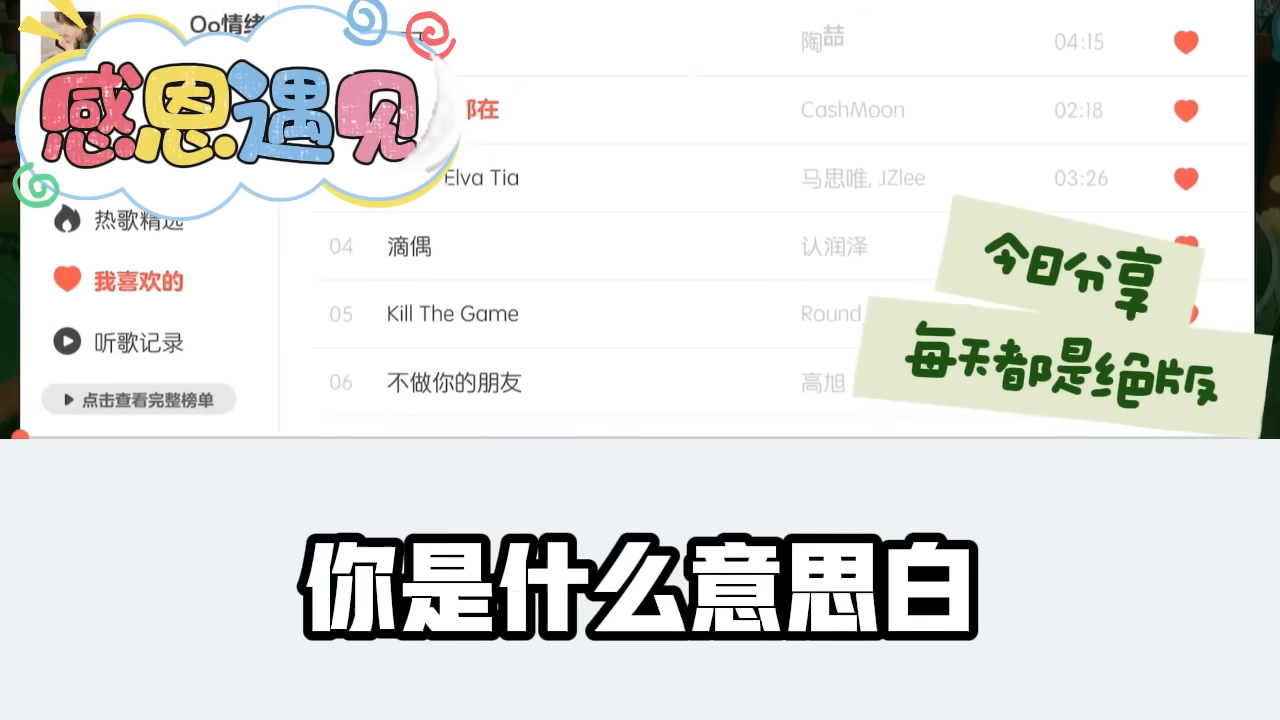 Oo情绪
陶喆 04:15
感恩遇见
都在 CashMoon 02:18
Elva Tia 马思唯, JZlee 03:26
热歌精选
04 滴偶 认润泽
今日分享
我喜欢的
05 Kill The Game Round
每天都是绝版
听歌记录
06 不做你的朋友 高旭
点击查看完整榜单
你是什么意思白